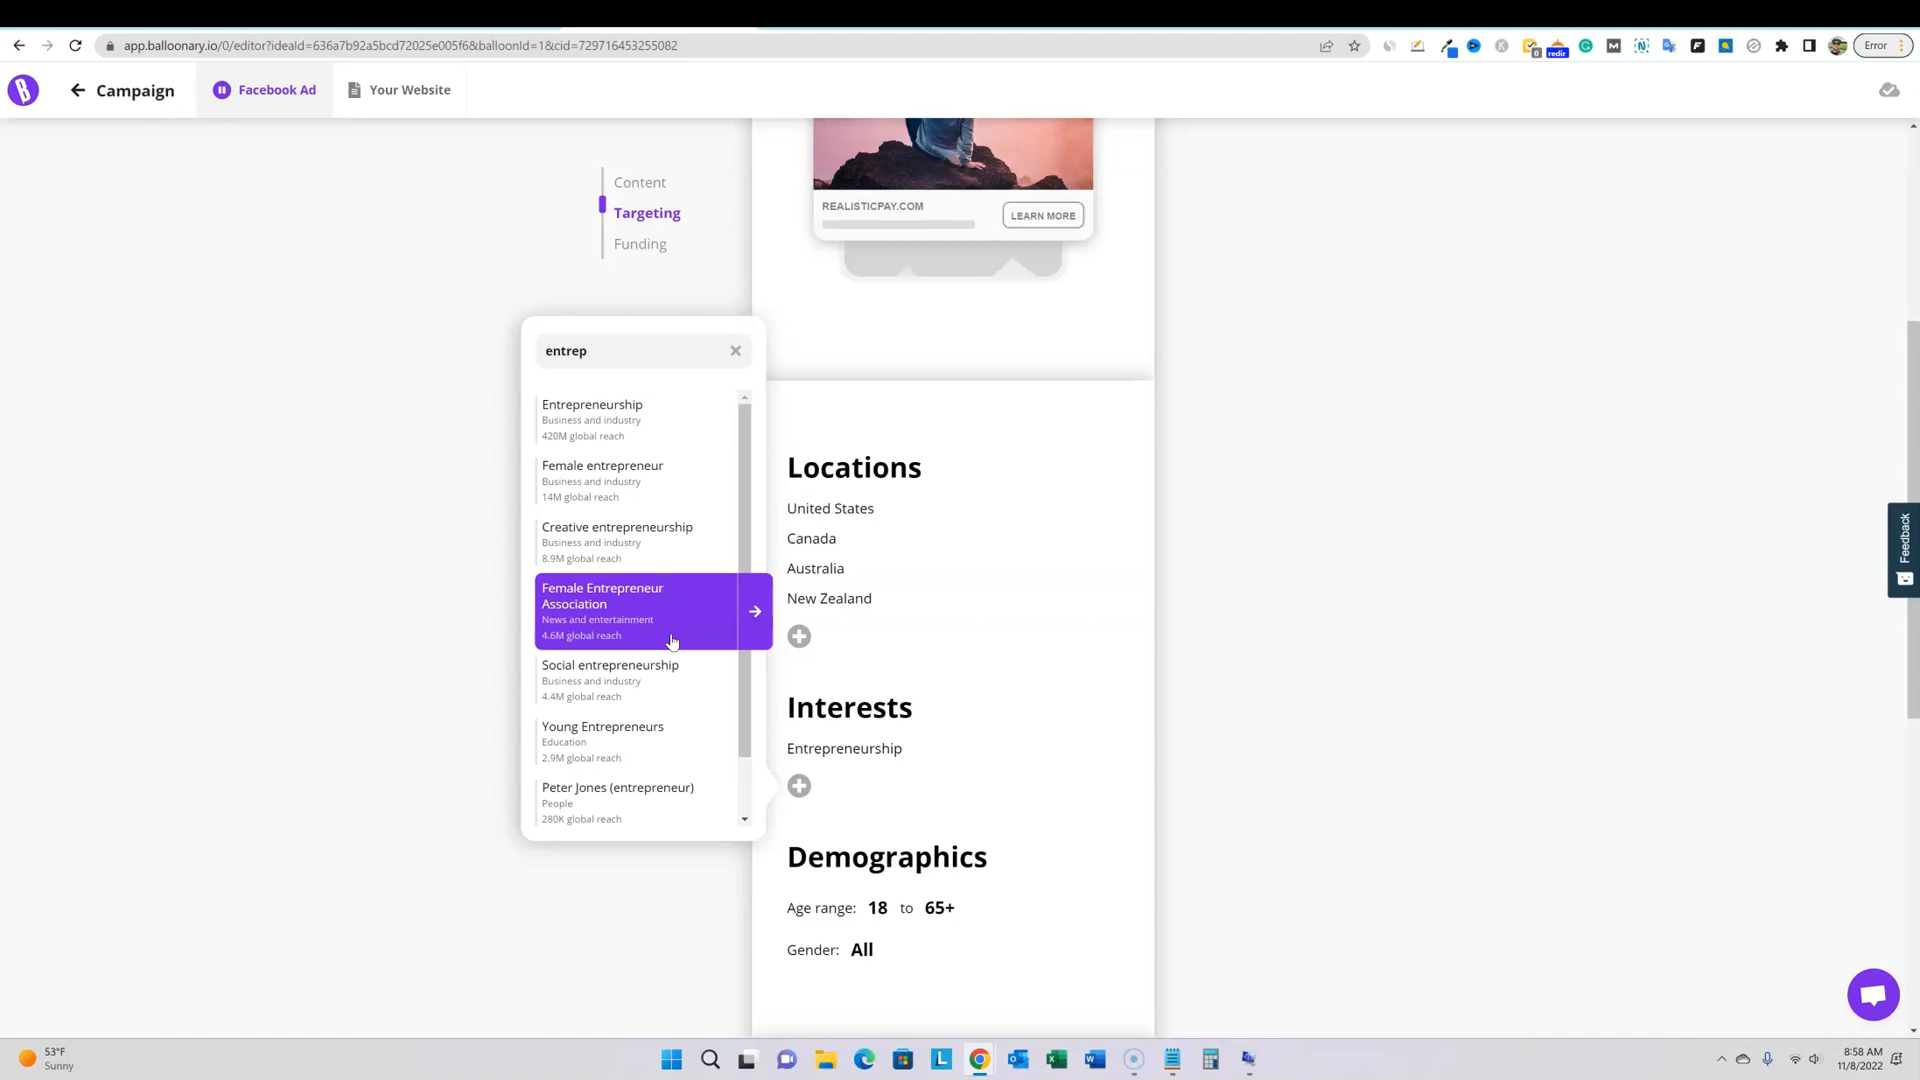 app.balloonary.io/0/editor?ideaId=636a7b92a5bcd72025e005f6&balloonId=1&cid=729716453255082
0
redir
Error
Campaign
Facebook Ad
Your Website
Content
Targeting
Funding
REALISTICPAY.COM
LEARN MORE
entrep
Entrepreneurship
Business and industry
420M global reach
Female entrepreneur
Business and industry
14M global reach
Creative entrepreneurship
Business and industry
8.9M global reach
Female Entrepreneur
Association
News and entertainment
4.6M global reach
Social entrepreneurship
Business and industry
4.4M global reach
Young Entrepreneurs
Education
2.9M global reach
Peter Jones (entrepreneur)
People
280K global reach
Locations
United States
Canada
Australia
New Zealand
Interests
Entrepreneurship
Demographics
Age range: 18 to 65+
Gender: All
Feedback
53°F
Sunny
8:58 AM
11/8/2022